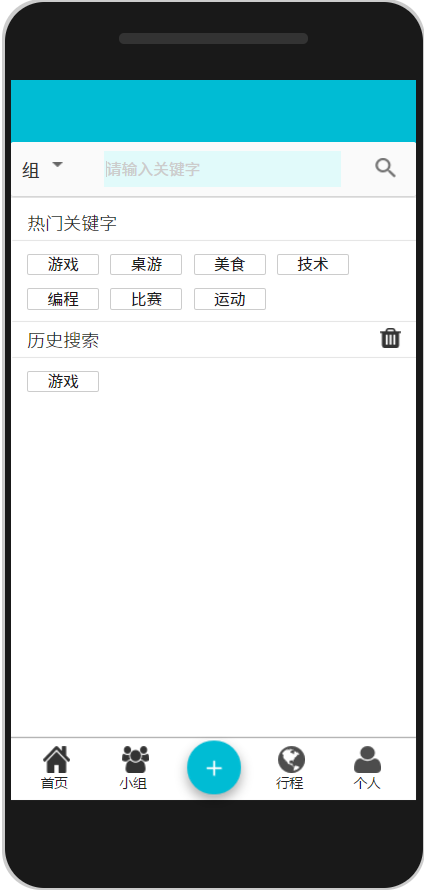 组 请输入关键字
热门关键字
游戏 桌游 美食 技术
编程 比赛 运动
历史搜索
游戏
首页 小组 + 行程 个人